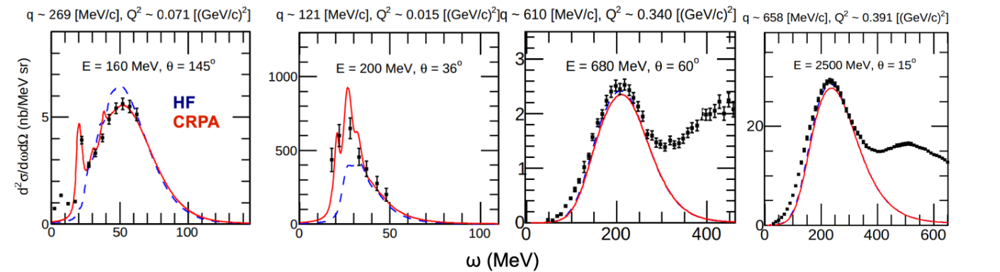 q ~ 269 [MeV/c], Q² ~ 0.071 [(GeV/c)²]
q ~ 121 [MeV/c], Q² ~ 0.015 [(GeV/c)²]
q ~ 610 [MeV/c], Q² ~ 0.340 [(GeV/c)²]
q ~ 658 [MeV/c], Q² ~ 0.391 [(GeV/c)²]
d²σ/dωdΩ (nb/MeV sr)
E = 160 MeV, θ = 145°
HF
CRPA
5
0
0 50 100
E = 200 MeV, θ = 36°
1000
500
0
0 50 100
E = 680 MeV, θ = 60°
3
2
1
0
0 200 400
E = 2500 MeV, θ = 15°
20
0
0 200 400 600
ω (MeV)